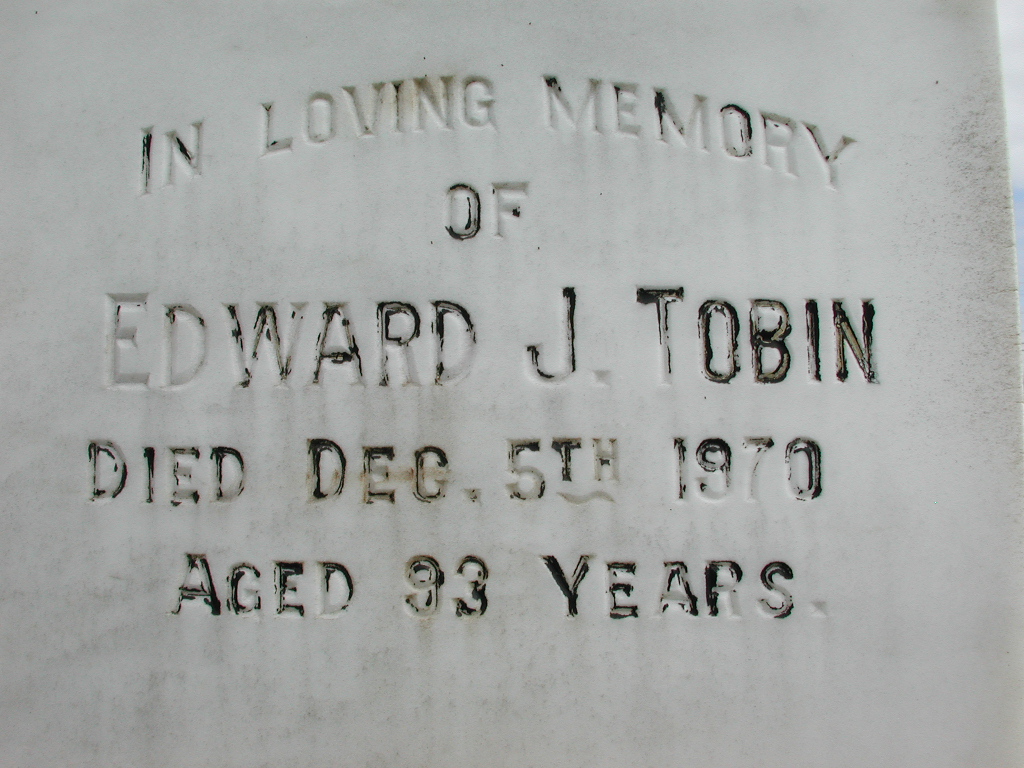 IN LOVING MEMORY
OF
EDWARD J. TOBIN
DIED DEC. 5TH 1970
AGED 93 YEARS.